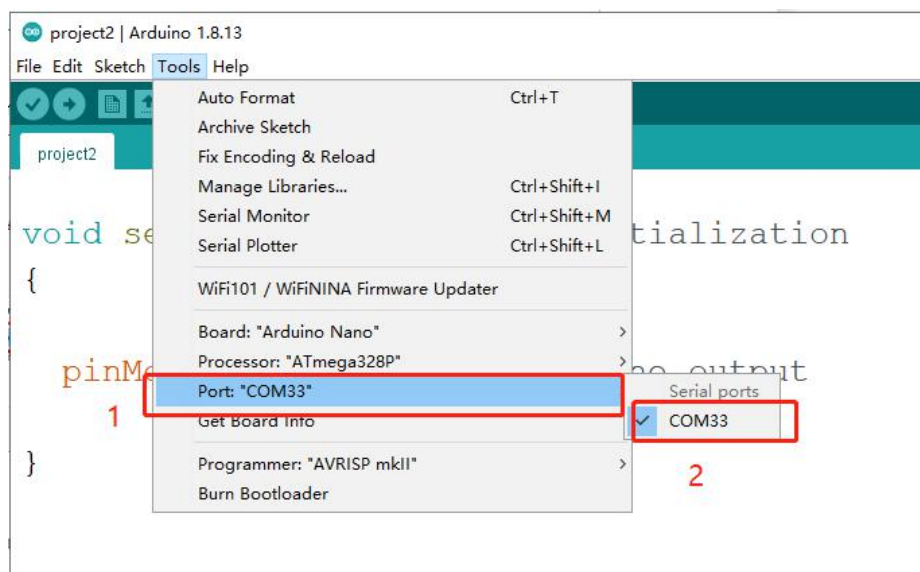 project2 | Arduino 1.8.13
File Edit Sketch Tools Help
project2
Auto Format Ctrl+T
Archive Sketch
Fix Encoding & Reload
Manage Libraries... Ctrl+Shift+I
Serial Monitor Ctrl+Shift+M
Serial Plotter Ctrl+Shift+L
WiFi101 / WiFiNINA Firmware Updater
Board: "Arduino Nano"
Processor: "ATmega328P"
Port: "COM33"
Get Board Info
Programmer: "AVRISP mkII"
Burn Bootloader
Serial ports
COM33
1
2
void se
tialization
{
pinM
output
}